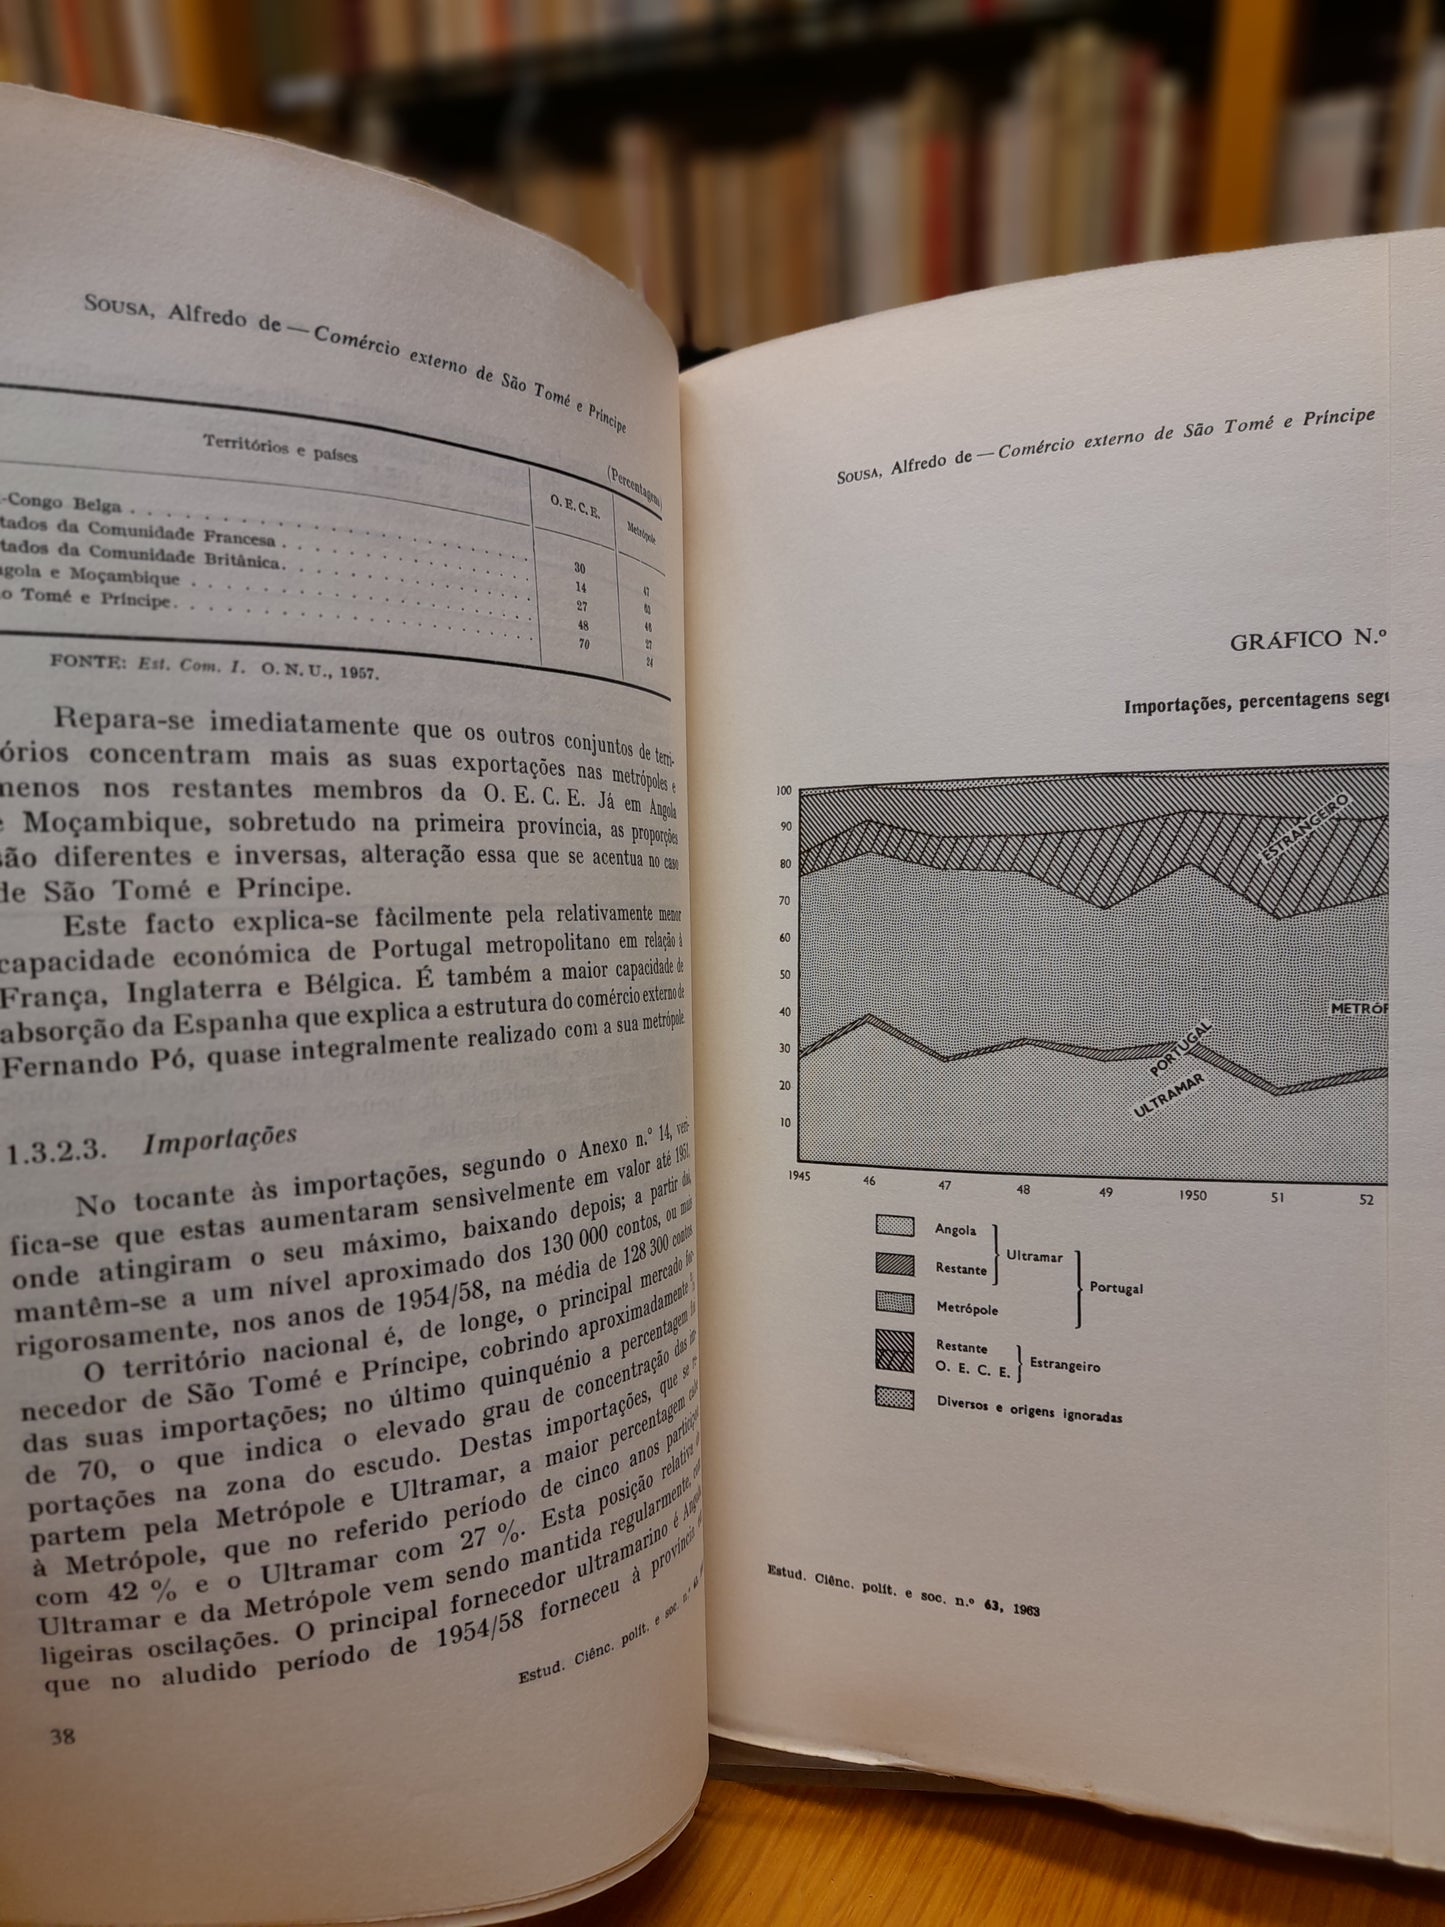 SOUSA, Alfredo de — Comércio externo de São Tomé e Príncipe
(Percentagem)
Territórios e países
O. E. C. E.
Metrópole
-Congo Belga . . . . . . . . . . . . . . 30 47
tados da Comunidade Francesa . . . . . . . . 14 63
tados da Comunidade Britânica. . . . . . . . 27 46
gola e Moçambique . . . . . . . . . . . . 48 27
o Tomé e Príncipe. . . . . . . . . . . . . 70 24
FONTE: Est. Com. I. O. N. U., 1957.
Repara-se imediatamente que os outros conjuntos de terri-
órios concentram mais as suas exportações nas metrópoles e
menos nos restantes membros da O. E. C. E. Já em Angola
e Moçambique, sobretudo na primeira província, as proporções
são diferentes e inversas, alteração essa que se acentua no caso
de São Tomé e Príncipe.
Este facto explica-se fàcilmente pela relativamente menor
capacidade económica de Portugal metropolitano em relação à
França, Inglaterra e Bélgica. É também a maior capacidade de
absorção da Espanha que explica a estrutura do comércio externo de
Fernando Pó, quase integralmente realizado com a sua metrópole
1.3.2.3. Importações
No tocante às importações, segundo o Anexo n.º 14, veri-
fica-se que estas aumentaram sensìvelmente em valor até 1951,
onde atingiram o seu máximo, baixando depois; a partir daí,
mantêm-se a um nível aproximado dos 130 000 contos, ou mais
rigorosamente, nos anos de 1954/58, na média de 128 300 contos
O território nacional é, de longe, o principal mercado for-
necedor de São Tomé e Príncipe, cobrindo aproximadamente
das suas importações; no último quinquénio a percentagem
de 70, o que indica o elevado grau de concentração das im-
portações na zona do escudo. Destas importações, que se re-
partem pela Metrópole e Ultramar, a maior percentagem cabe
à Metrópole, que no referido período de cinco anos participou
com 42 % e o Ultramar com 27 %. Esta posição relativa
Ultramar e da Metrópole vem sendo mantida regularmente, com
ligeiras oscilações. O principal fornecedor ultramarino é Angola
que no aludido período de 1954/58 forneceu à província
Estud. Ciênc. polít. e soc. n.º
38
SOUSA, Alfredo de — Comércio externo de São Tomé e Príncipe
GRÁFICO N.º
Importações, percentagens segu
100
90
80
70
60
50
40
30
20
10
ESTRANGEIRO
METRÓP
PORTUGAL
ULTRAMAR
1945 46 47 48 49 1950 51 52
Angola
Restante
Ultramar
Metrópole
Portugal
Restante
O. E. C. E.
Estrangeiro
Diversos e origens ignoradas
Estud. Ciênc. polít. e soc. n.º 63, 1963